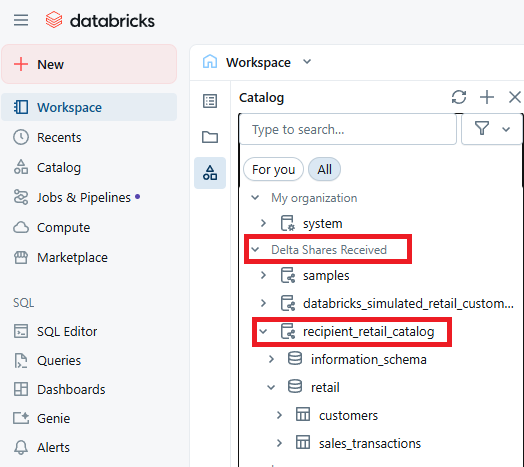 databricks
New
Workspace
Recents
Catalog
Jobs & Pipelines
Compute
Marketplace
SQL
SQL Editor
Queries
Dashboards
Genie
Alerts
Workspace
Catalog
Type to search...
For you
All
My organization
system
Delta Shares Received
samples
databricks_simulated_retail_custom...
recipient_retail_catalog
information_schema
retail
customers
sales_transactions